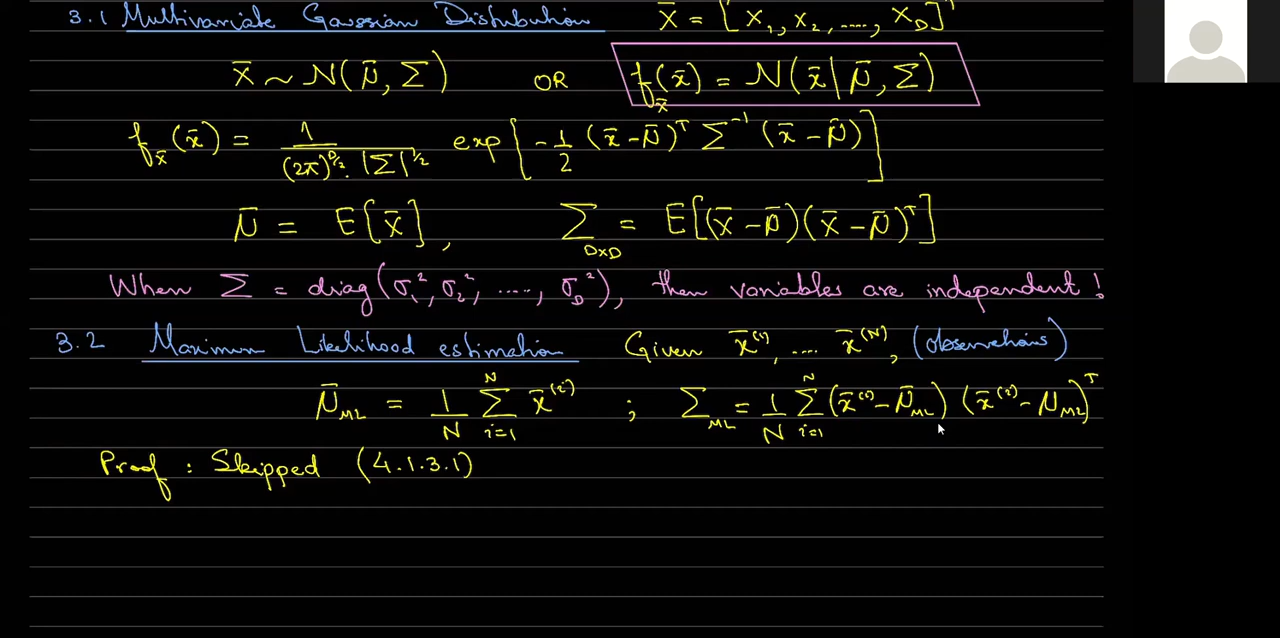 3.1 Multivariate Gaussian Distribution X̄ = [X₁, X₂, ...., X_D]ᵀ
X̄ ~ N(μ̄, Σ) OR f_X̄(x̄) = N(x̄ | μ̄, Σ)
f_X̄(x̄) = 1 / ((2π)^{D/2} · |Σ|^{1/2}) exp[-1/2 (x̄-μ̄)ᵀ Σ⁻¹ (x̄-μ̄)]
μ̄ = E[X̄], Σ_{D×D} = E[(X̄-μ̄)(X̄-μ̄)ᵀ]
When Σ = diag(σ₁², σ₂², ...., σ_D²), then variables are independent!
3.2 Maximum Likelihood estimation Given x̄⁽¹⁾, .... x̄⁽ᴺ⁾, (observations)
μ̄_ML = 1/N Σ_{i=1}^{N} x̄⁽ⁱ⁾ ; Σ_ML = 1/N Σ_{i=1}^{N} (x̄⁽ⁱ⁾ - μ̄_ML) (x̄⁽ⁱ⁾ - μ_ML)ᵀ
Proof : Skipped (4.1.3.1)